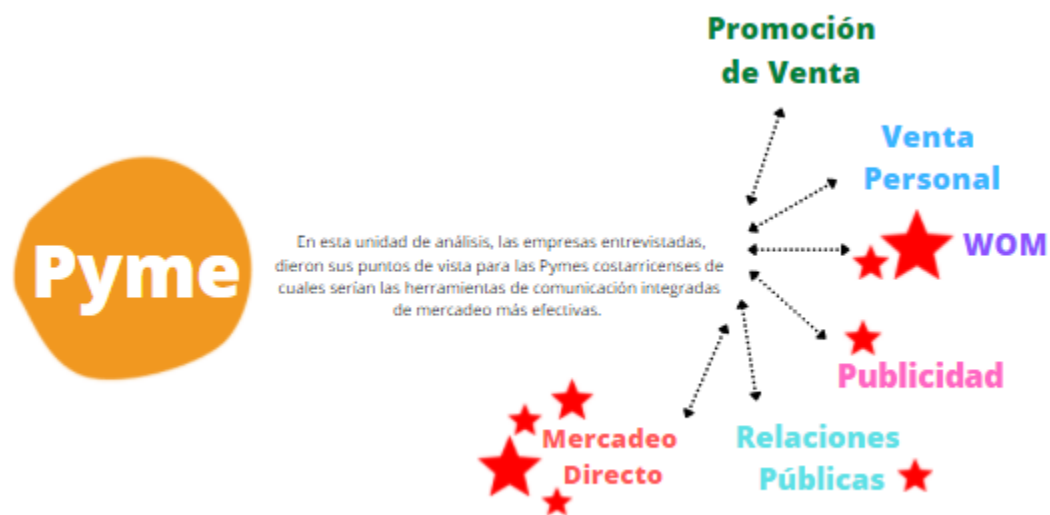 Pyme
En esta unidad de análisis, las empresas entrevistadas,
dieron sus puntos de vista para las Pymes costarricenses de
cuales serían las herramientas de comunicación integradas
de mercadeo más efectivas.
Promoción
de Venta
Venta
Personal
WOM
Publicidad
Relaciones
Públicas
Mercadeo
Directo